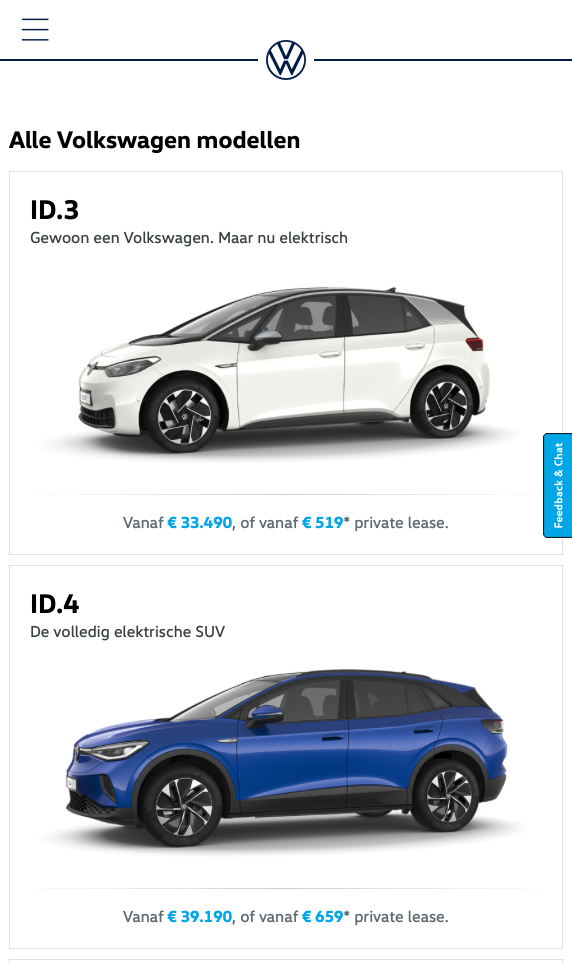 Alle Volkswagen modellen
ID.3
Gewoon een Volkswagen. Maar nu elektrisch
Feedback & Chat
Vanaf € 33.490, of vanaf € 519* private lease.
ID.4
De volledig elektrische SUV
Vanaf € 39.190, of vanaf € 659* private lease.